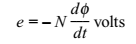 e = – N dϕ/dt volts